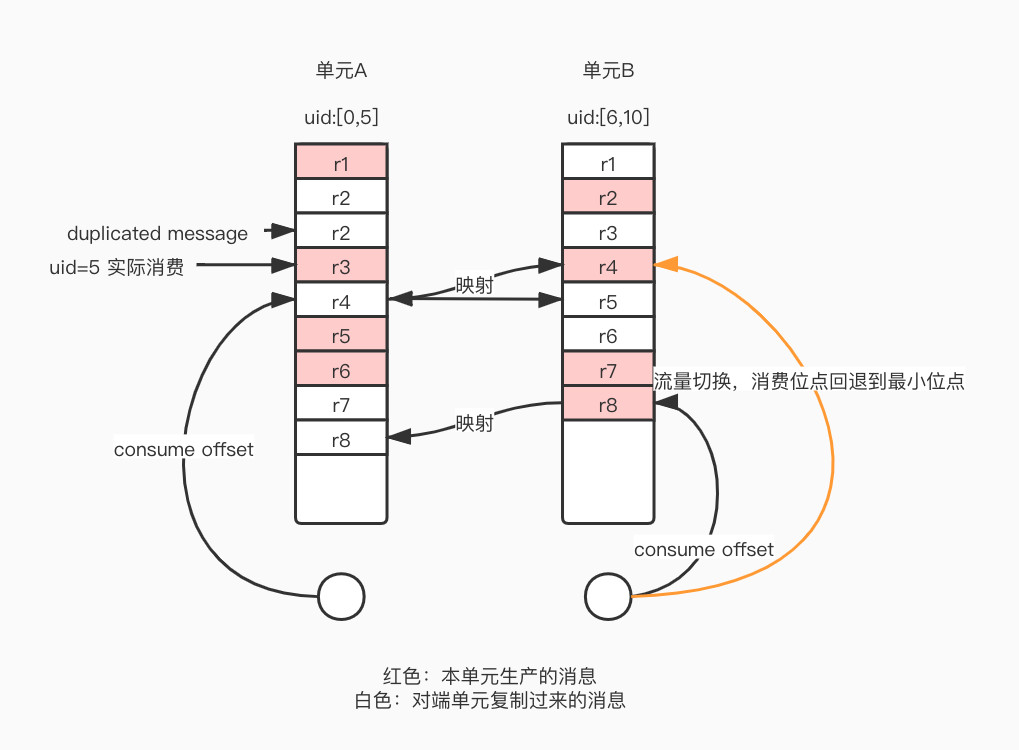 单元A
单元B
uid:[0,5]
uid:[6,10]
r1
r2
r2
r3
r4
r5
r6
r7
r8
r1
r2
r3
r4
r5
r6
r7
r8
duplicated message
uid=5 实际消费
映射
映射
流量切换，消费位点回退到最小位点
consume offset
consume offset
红色：本单元生产的消息
白色：对端单元复制过来的消息